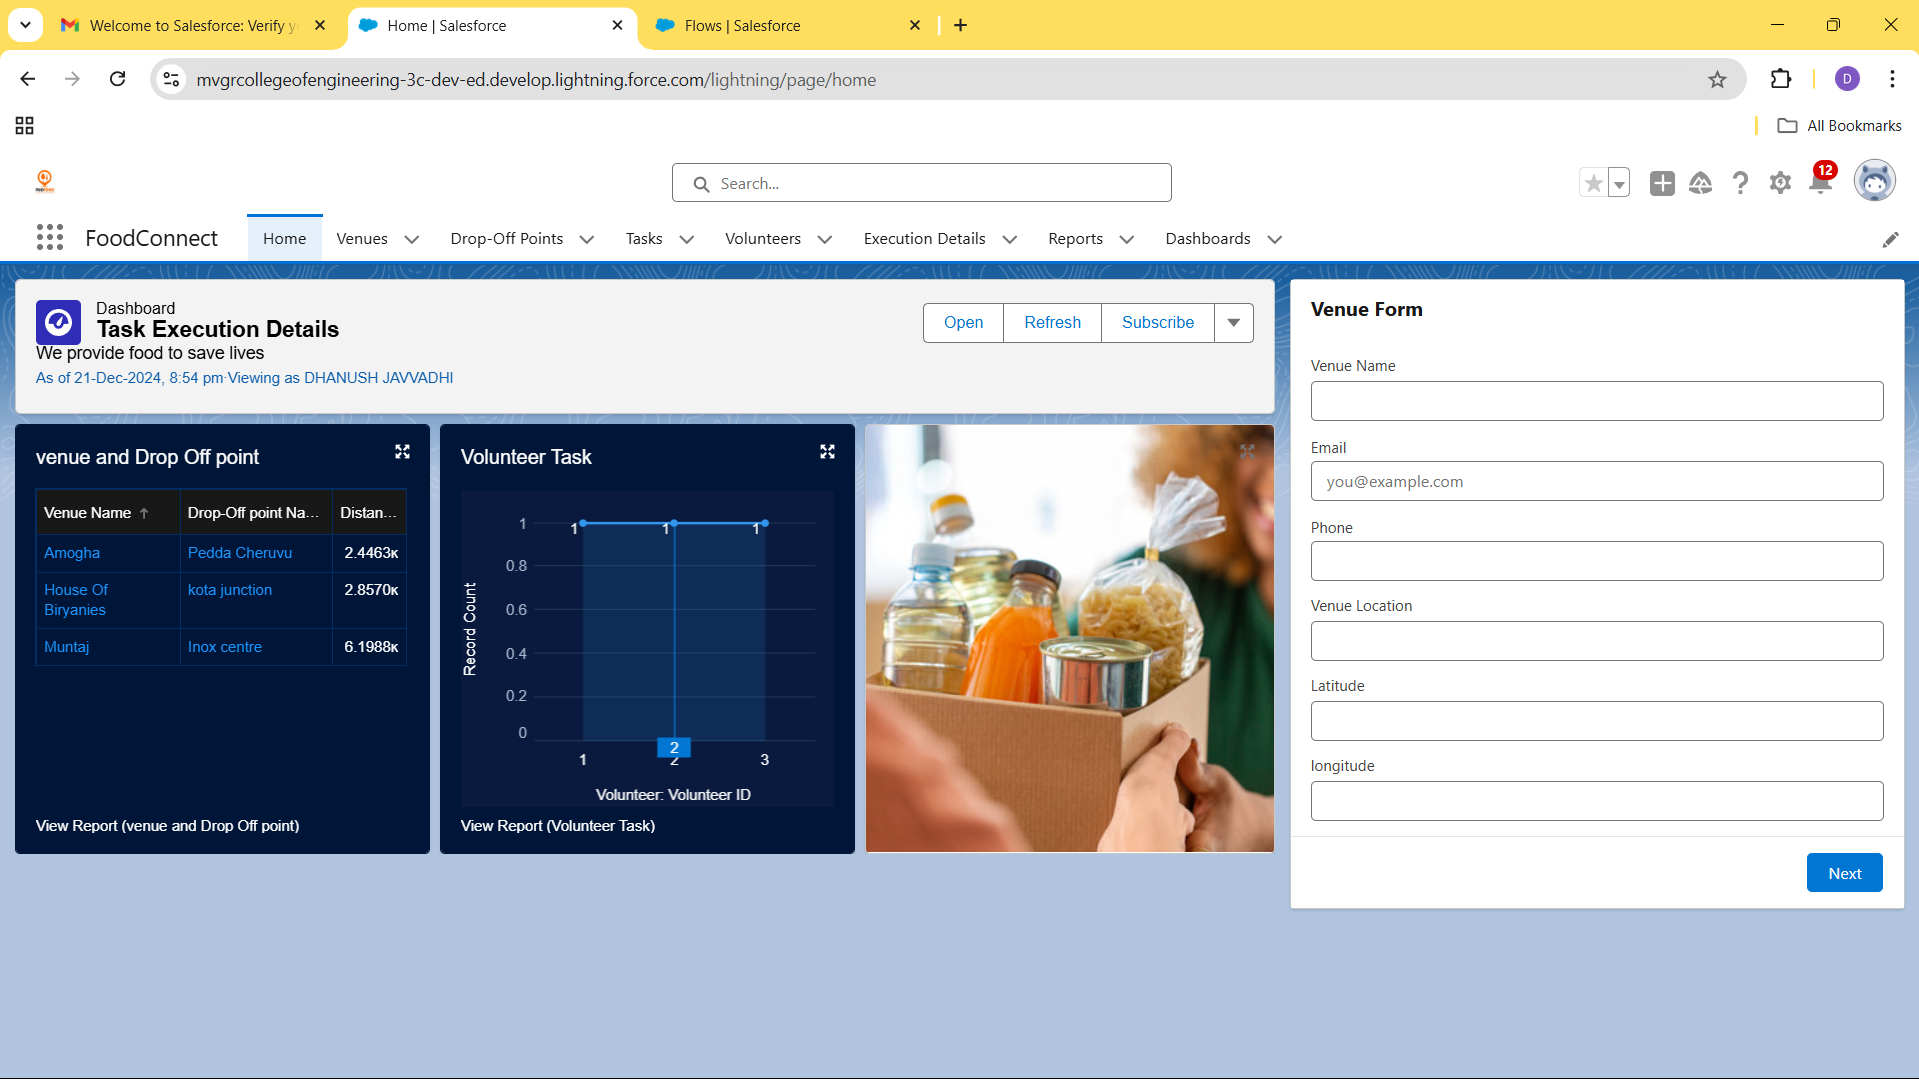 Welcome to Salesforce: Verify y
Home | Salesforce
Flows | Salesforce
mvgrcollegeofengineering-3c-dev-ed.develop.lightning.force.com/lightning/page/home
D
All Bookmarks
Search...
12
FoodConnect
Home
Venues
Drop-Off Points
Tasks
Volunteers
Execution Details
Reports
Dashboards
Dashboard
Task Execution Details
We provide food to save lives
As of 21-Dec-2024, 8:54 pm·Viewing as DHANUSH JAVVADHI
Open
Refresh
Subscribe
venue and Drop Off point
Venue Name ↑ Drop-Off point Na... Distan...
Amogha Pedda Cheruvu 2.4463K
House Of Biryanies kota junction 2.8570K
Muntaj Inox centre 6.1988K
View Report (venue and Drop Off point)
Volunteer Task
Record Count
1
0.8
0.6
0.4
0.2
0
1 1 1
2
1 2 3
Volunteer: Volunteer ID
View Report (Volunteer Task)
Venue Form
Venue Name
Email
you@example.com
Phone
Venue Location
Latitude
longitude
Next